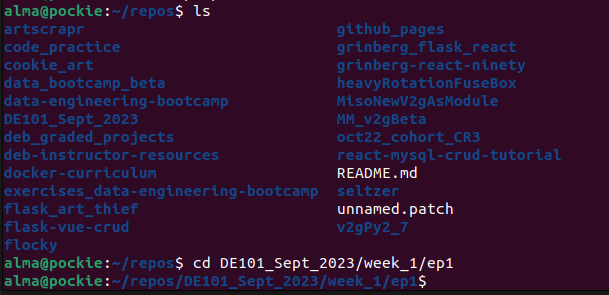 alma@pockie:~/repos$ ls
artscrapr github_pages
code_practice grinberg_flask_react
cookie_art grinberg-react-ninety
data_bootcamp_beta heavyRotationFuseBox
data-engineering-bootcamp MisoNewV2gAsModule
DE101_Sept_2023 MM_v2gBeta
deb_graded_projects oct22_cohort_CR3
deb-instructor-resources react-mysql-crud-tutorial
docker-curriculum README.md
exercises_data-engineering-bootcamp seltzer
flask_art_thief unnamed.patch
flask-vue-crud v2gPy2_7
flocky
alma@pockie:~/repos$ cd DE101_Sept_2023/week_1/ep1
alma@pockie:~/repos/DE101_Sept_2023/week_1/ep1$